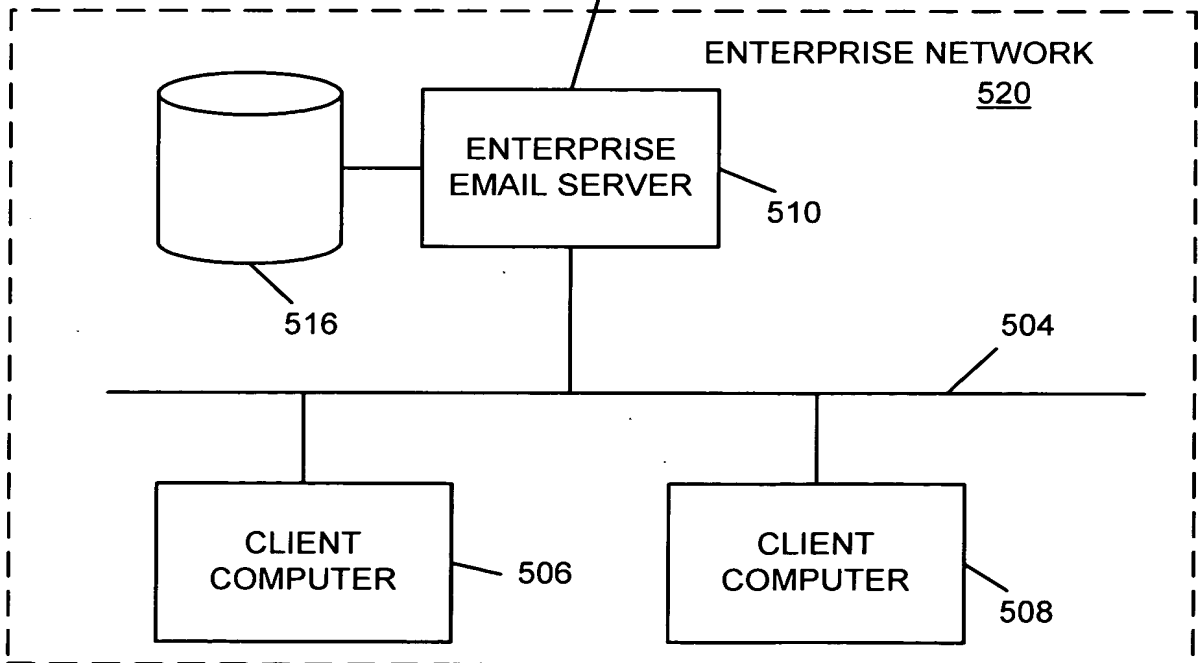 ENTERPRISE NETWORK
520
ENTERPRISE
EMAIL SERVER
510
516
504
CLIENT
COMPUTER
506
CLIENT
COMPUTER
508